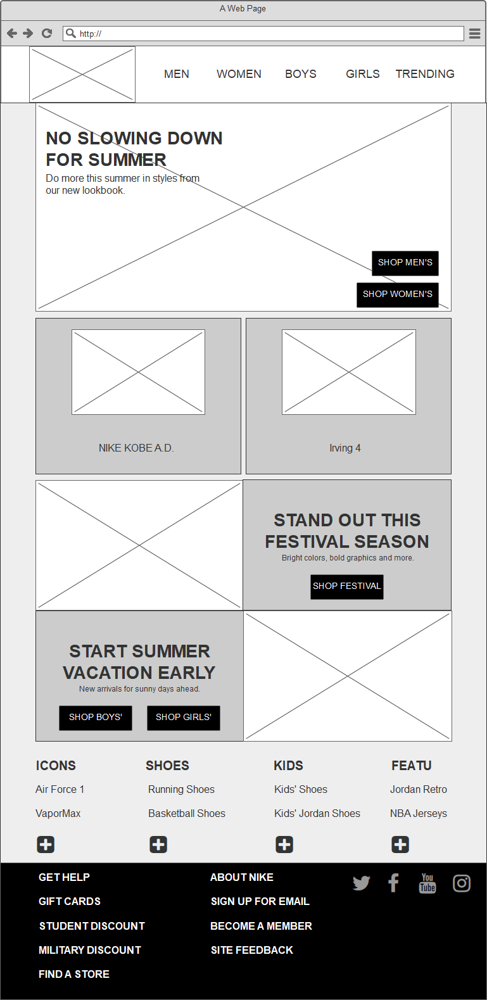 A Web Page
http://
MEN WOMEN BOYS GIRLS TRENDING
NO SLOWING DOWN
FOR SUMMER
Do more this summer in styles from
our new lookbook.
SHOP MEN'S
SHOP WOMEN'S
NIKE KOBE A.D.
Irving 4
STAND OUT THIS
FESTIVAL SEASON
Bright colors, bold graphics and more.
SHOP FESTIVAL
START SUMMER
VACATION EARLY
New arrivals for sunny days ahead.
SHOP BOYS' SHOP GIRLS'
ICONS SHOES KIDS FEATU
Air Force 1 Running Shoes Kids' Shoes Jordan Retro
VaporMax Basketball Shoes Kids' Jordan Shoes NBA Jerseys
GET HELP ABOUT NIKE You
Tube
GIFT CARDS SIGN UP FOR EMAIL
STUDENT DISCOUNT BECOME A MEMBER
MILITARY DISCOUNT SITE FEEDBACK
FIND A STORE